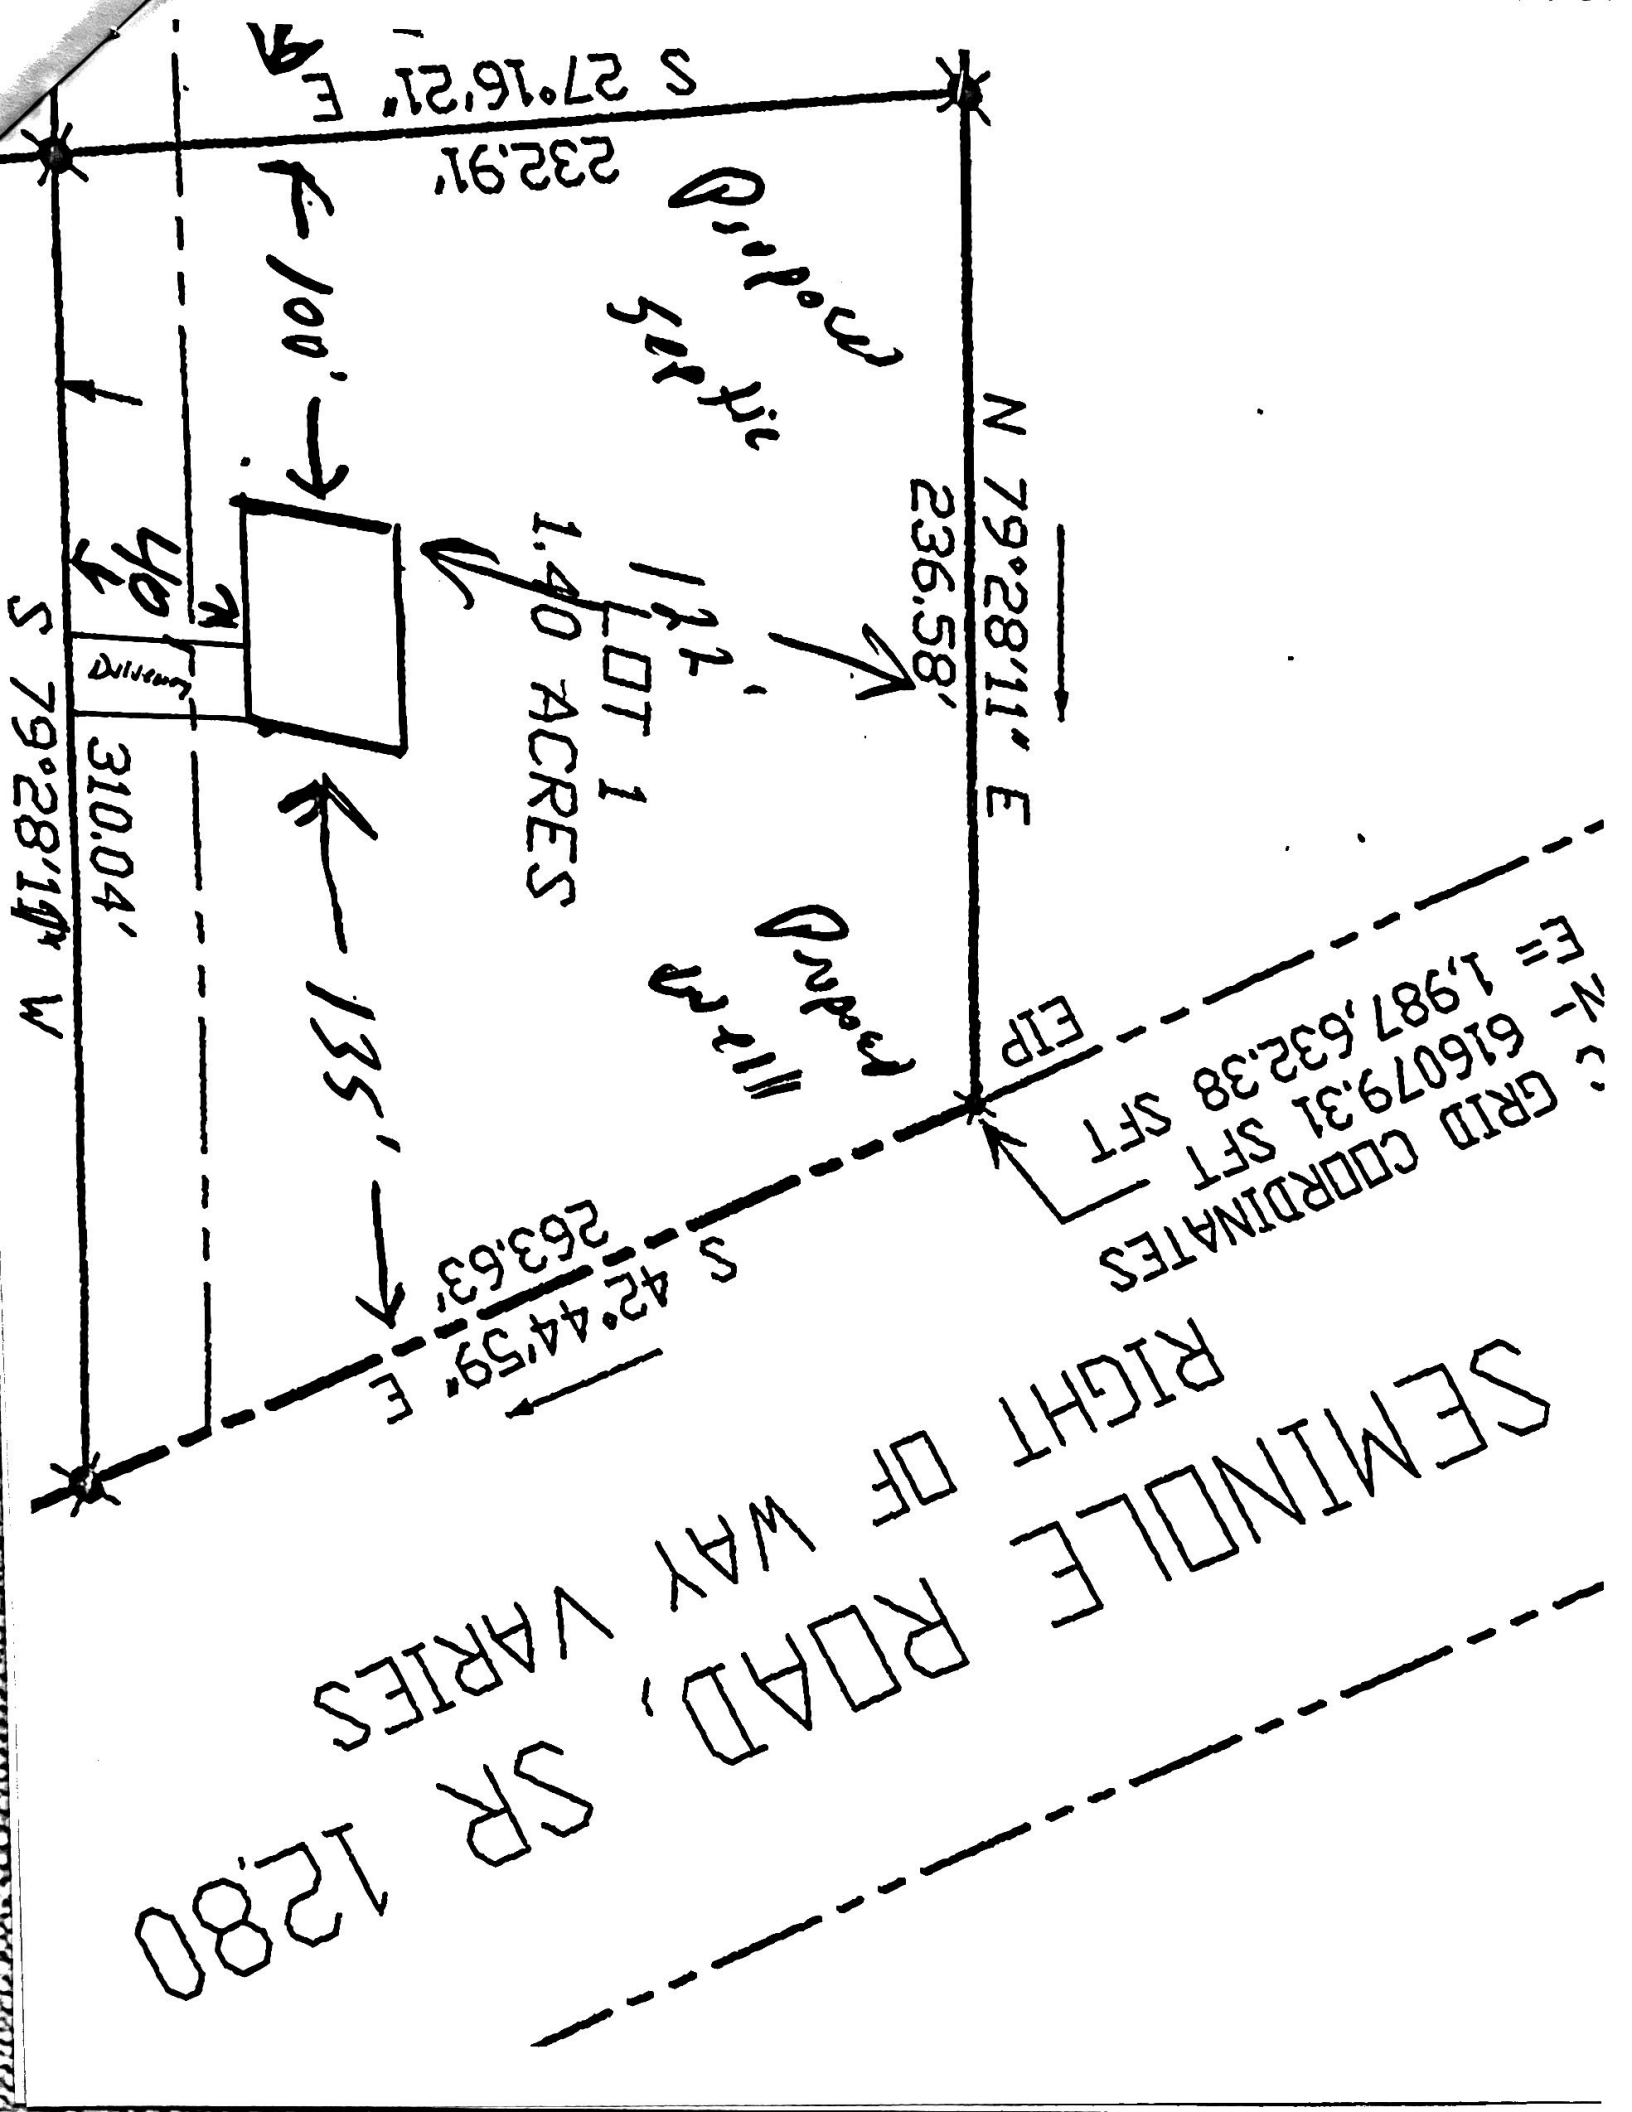 S 27°16'21" E
232.91'
N 79°28'11" E
236.58'
Septic
100'
122'
LOT 1
1.40 ACRES
40
Driveway
310.04'
S 79°28'11" W
135'
Well
EIP
GRID COORDINATES
616079.31 SFT
E= 1,987,632.38 SFT
263.63'
S 42°44'59" E
SEMINOLE ROAD, SR 1280
RIGHT OF WAY VARIES